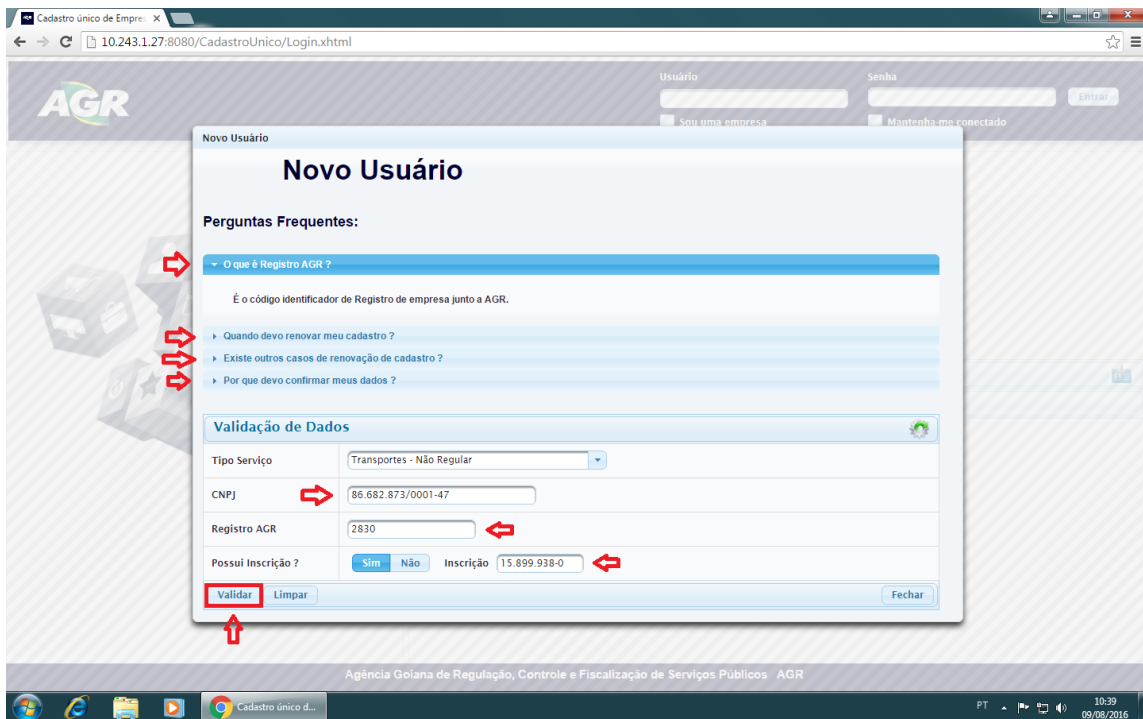 Cadastro único de Empre
10.243.1.27:8080/CadastroUnico/Login.xhtml
AGR
Usuário
Senha
Entrar
Sou uma empresa
Mantenha-me conectado
Novo Usuário
Novo Usuário
Perguntas Frequentes:
O que é Registro AGR ?
É o código identificador de Registro de empresa junto a AGR.
Quando devo renovar meu cadastro ?
Existe outros casos de renovação de cadastro ?
Por que devo confirmar meus dados ?
Validação de Dados
Tipo Serviço Transportes - Não Regular
CNPJ 86.682.873/0001-47
Registro AGR 2830
Possui Inscrição ? Sim Não Inscrição 15.899.938-0
Validar Limpar Fechar
Agência Goiana de Regulação, Controle e Fiscalização de Serviços Públicos AGR
Cadastro único d...
PT
10:39
09/08/2016